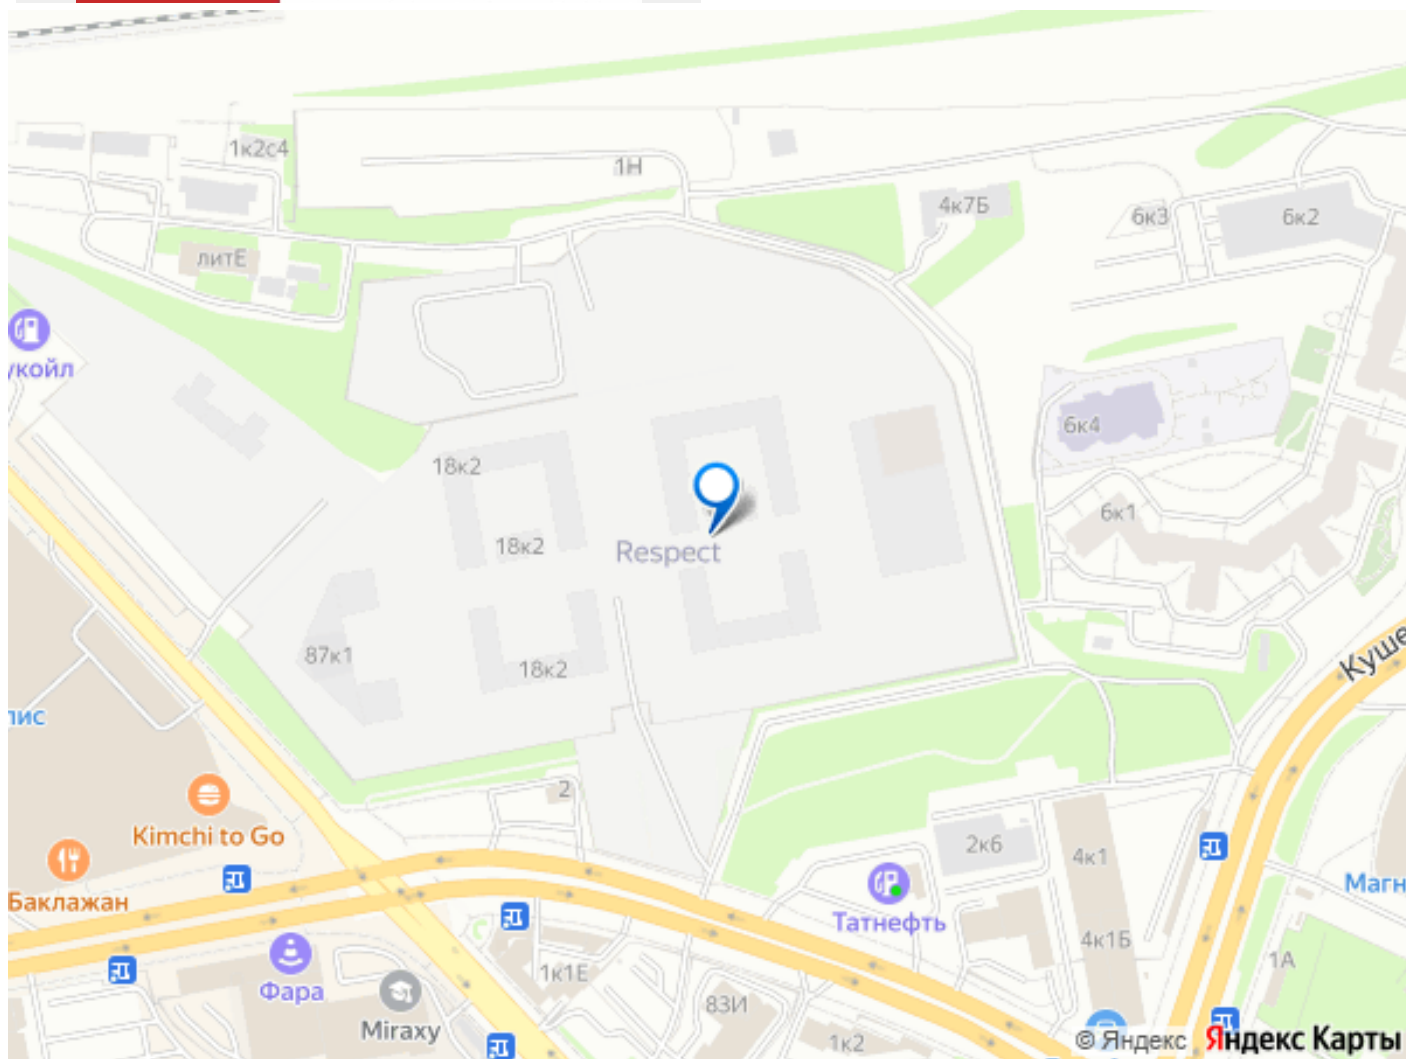 1к2с4
1Н
4к7Б
6к3
6к2
литЕ
укойл
6к4
18к2
6к1
18к2
Respect
87к1
18к2
Куше
лис
2
Kimchi to Go
2к6
4к1
Магн
Баклажан
Татнефть
4к1Б
1к1Е
1А
Фара
83И
Miraxy
1к2
© Яндекс Яндекс Карты